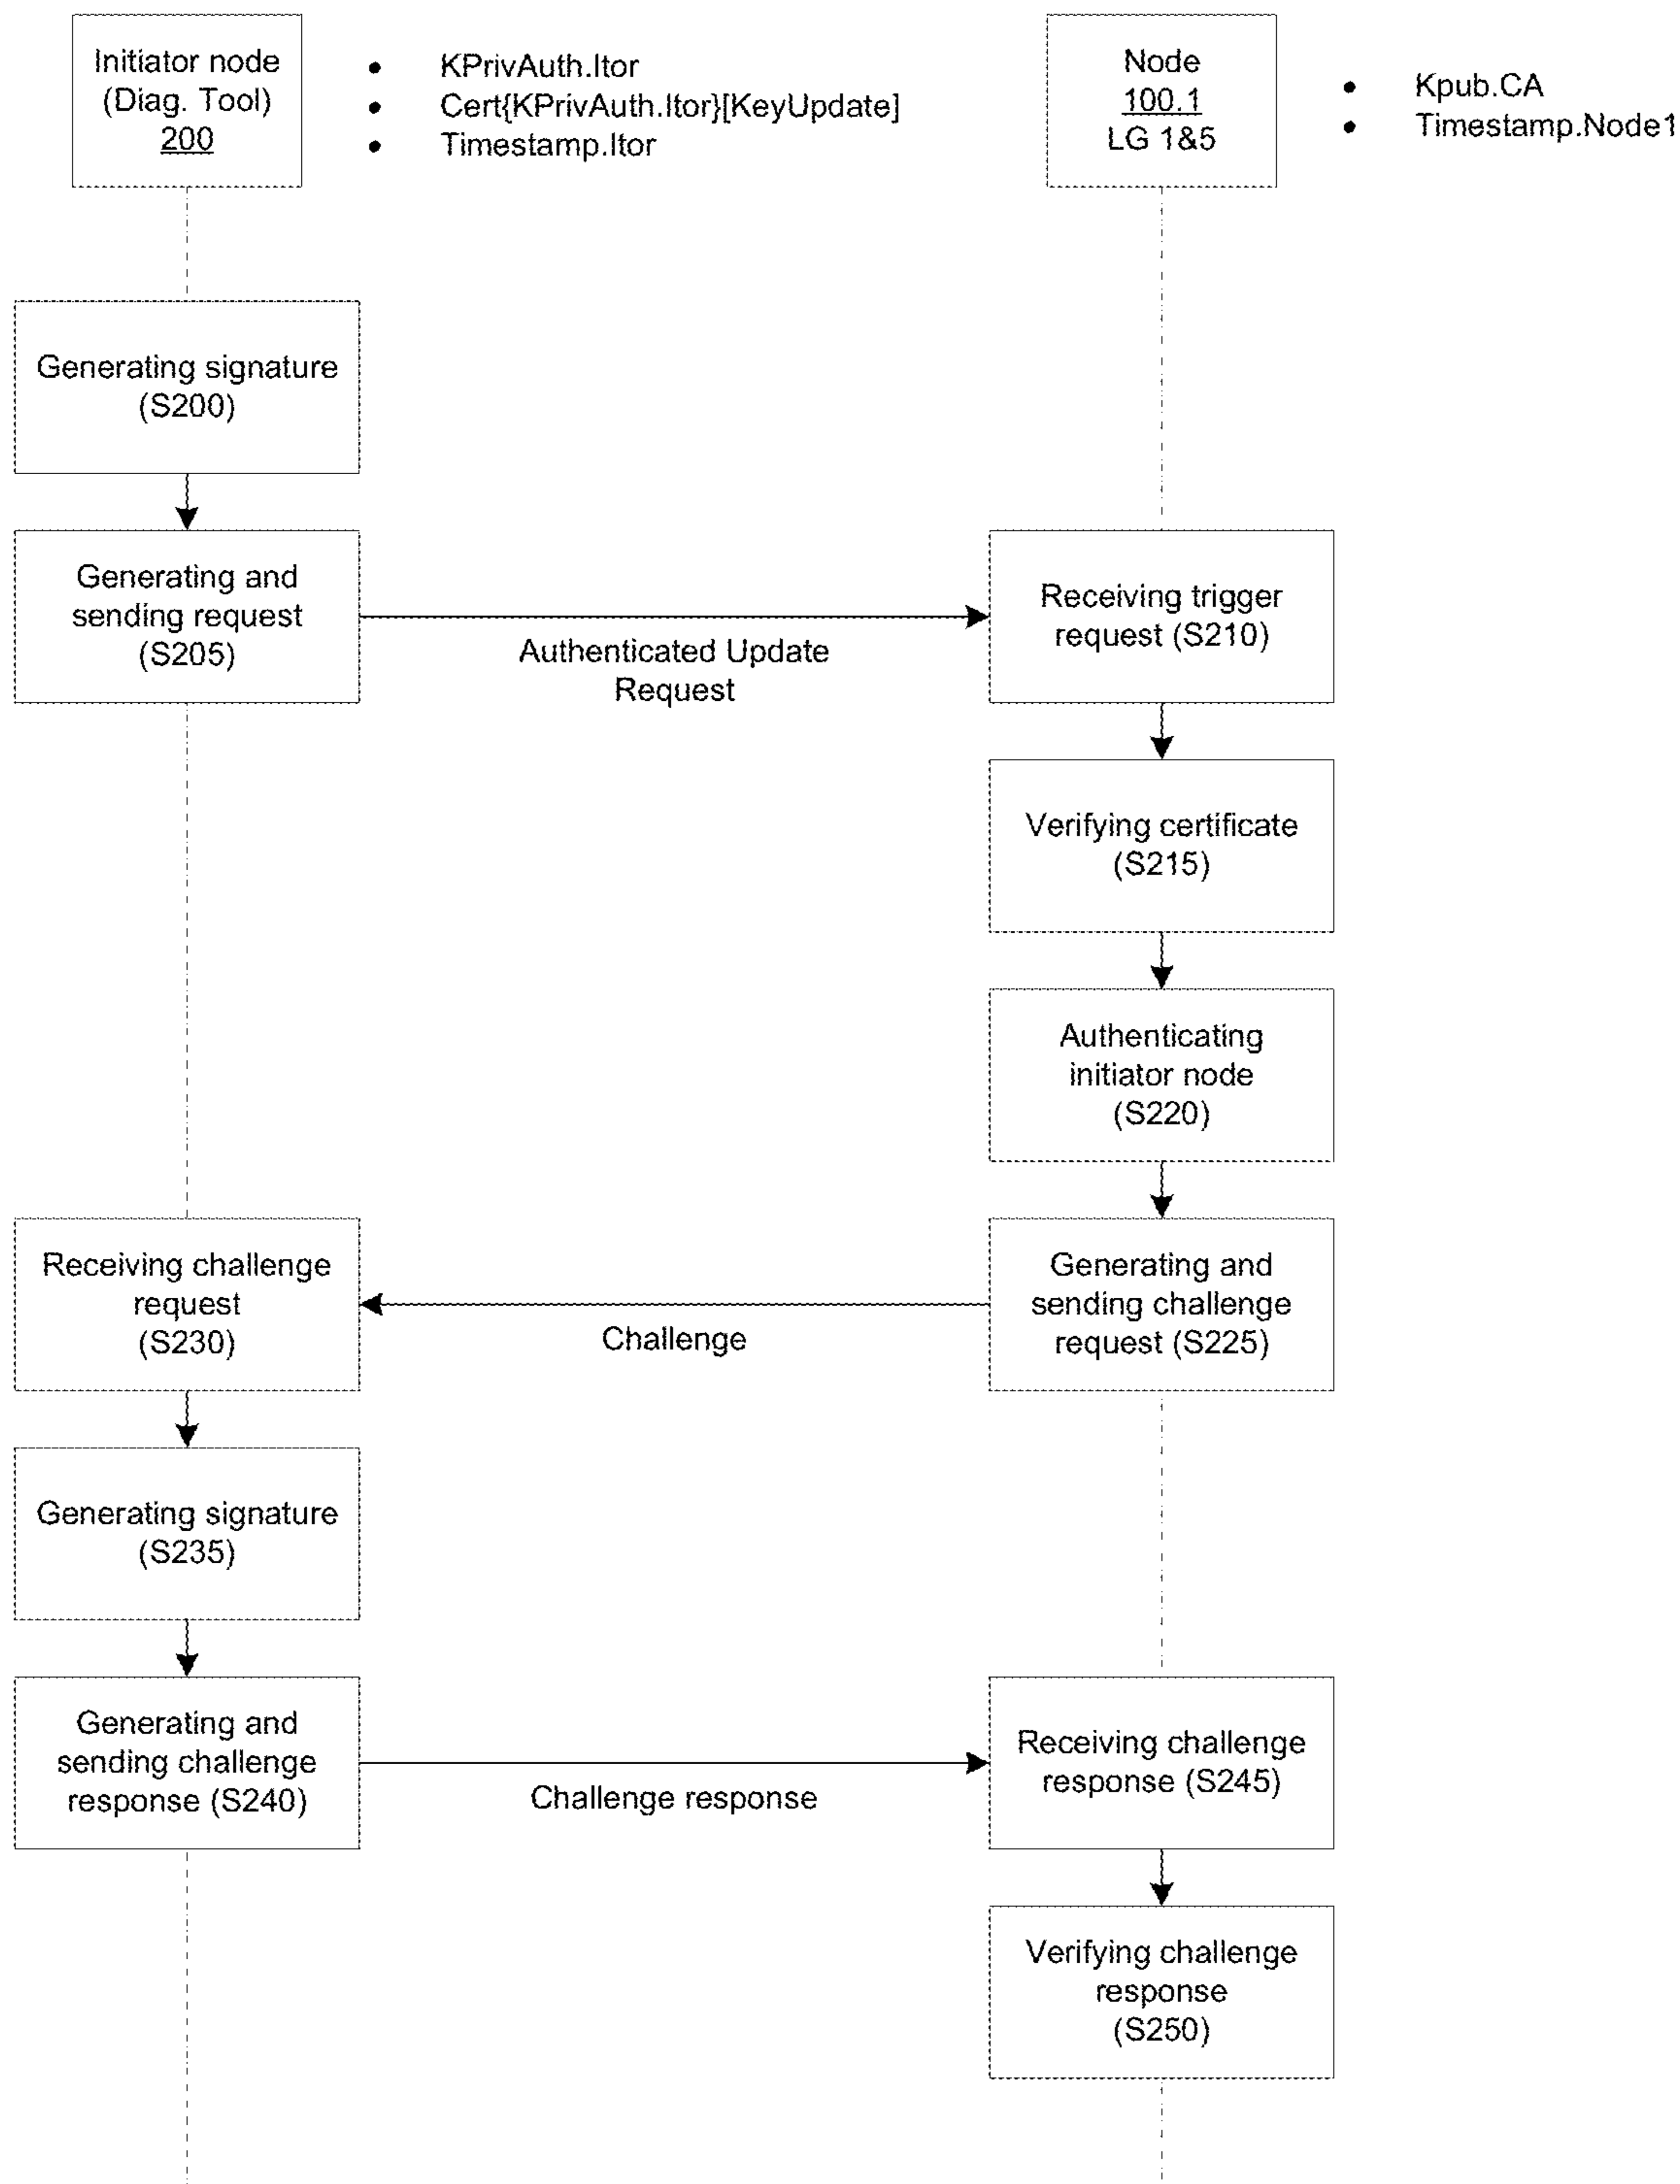 Initiator node
(Diag. Tool)
200
• KPrivAuth.Itor
• Cert{KPrivAuth.Itor}[KeyUpdate]
• Timestamp.Itor
Node
100.1
LG 1&5
• Kpub.CA
• Timestamp.Node1
Generating signature
(S200)
Generating and
sending request
(S205)
Authenticated Update
Request
Receiving trigger
request (S210)
Verifying certificate
(S215)
Authenticating
initiator node
(S220)
Generating and
sending challenge
request (S225)
Challenge
Receiving challenge
request
(S230)
Generating signature
(S235)
Generating and
sending challenge
response (S240)
Challenge response
Receiving challenge
response (S245)
Verifying challenge
response
(S250)